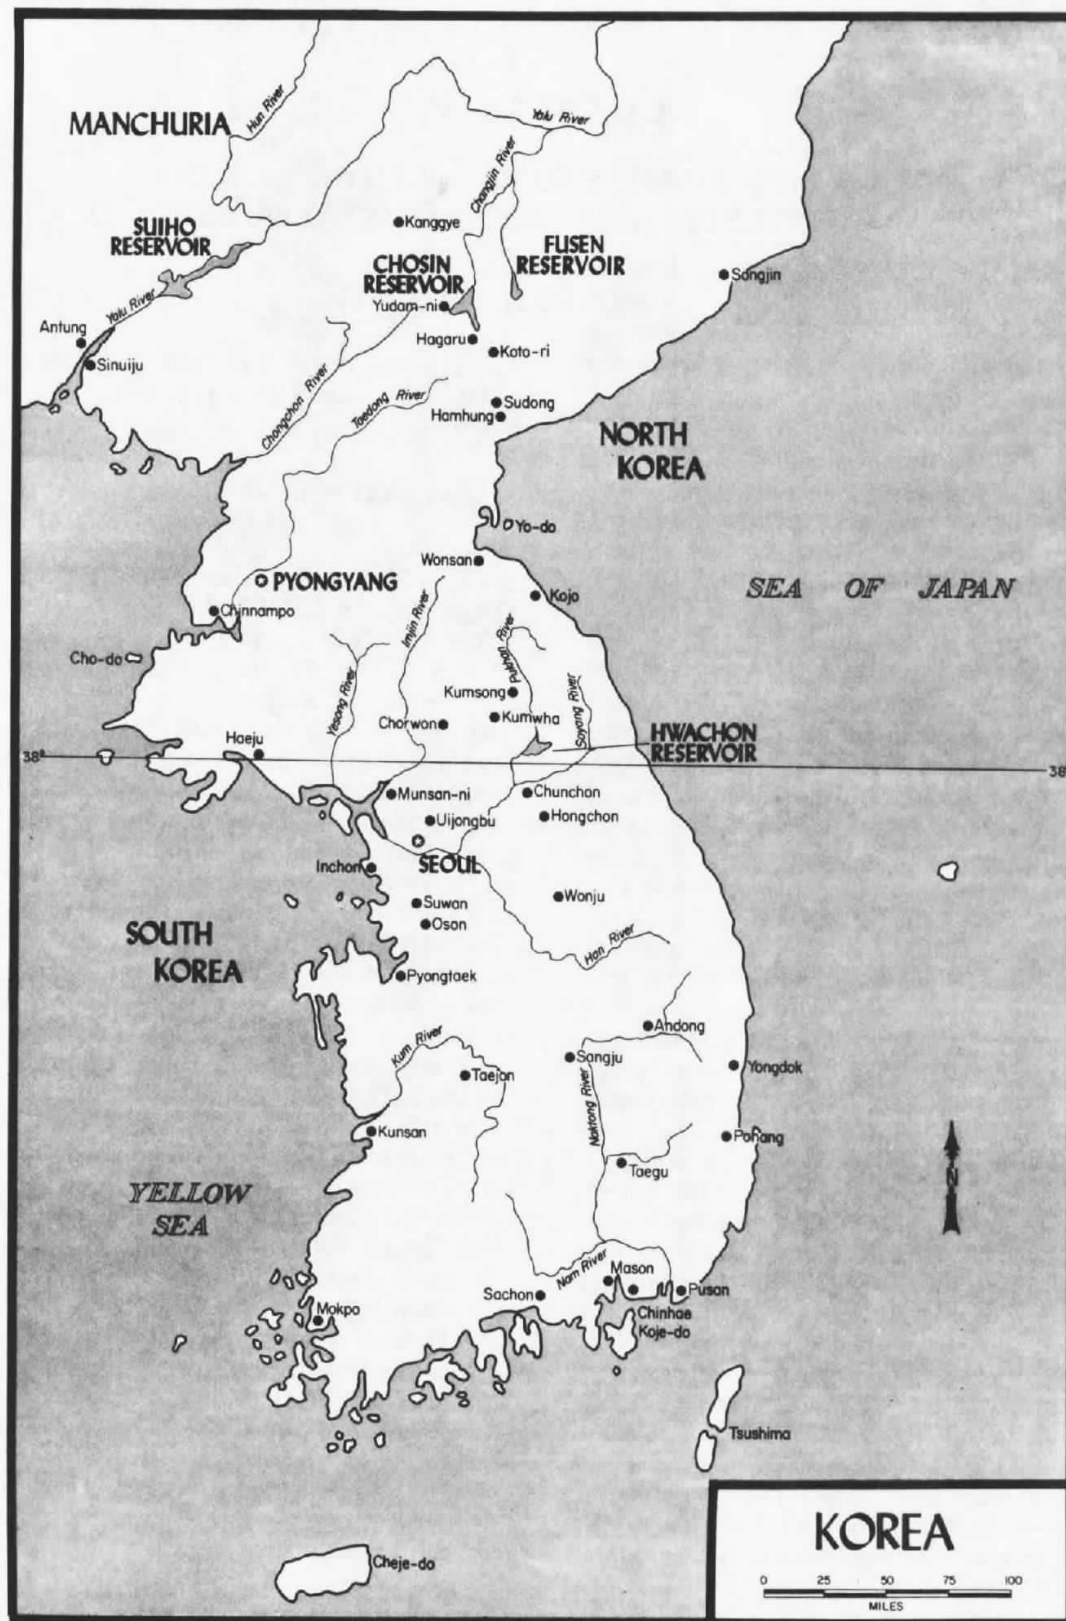 Hun River
MANCHURIA
Yalu River
Changjin River
Kanggye
SUIHO
RESERVOIR
FUSEN
RESERVOIR
CHOSIN
RESERVOIR
Songjin
Yudam-ni
Yalu River
Antung
Hagaru
Koto-ri
Sinuiju
Chongchon River
Taedong River
Sudong
Hamhung
NORTH
KOREA
Yo-do
Wonsan
PYONGYANG
Kojo
SEA OF JAPAN
Chinnampo
Imjin River
Pukhan River
Cho-do
Yesong River
Soyang River
Kumsong
Kumwha
Chorwon
HWACHON
RESERVOIR
Haeju
38°
38°
Munsan-ni
Chunchon
Uijongbu
Hongchon
SEOUL
Inchon
Suwan
Wonju
Oson
SOUTH
KOREA
Han River
Pyongtaek
Andong
Kum River
Sangju
Yongdok
Taejon
Naktong River
Kunsan
Pohang
Taegu
YELLOW
SEA
N
Nam River
Mason
Sachon
Pusan
Chinhae
Koje-do
Mokpo
Tsushima
KOREA
Cheje-do
0 25 50 75 100
MILES